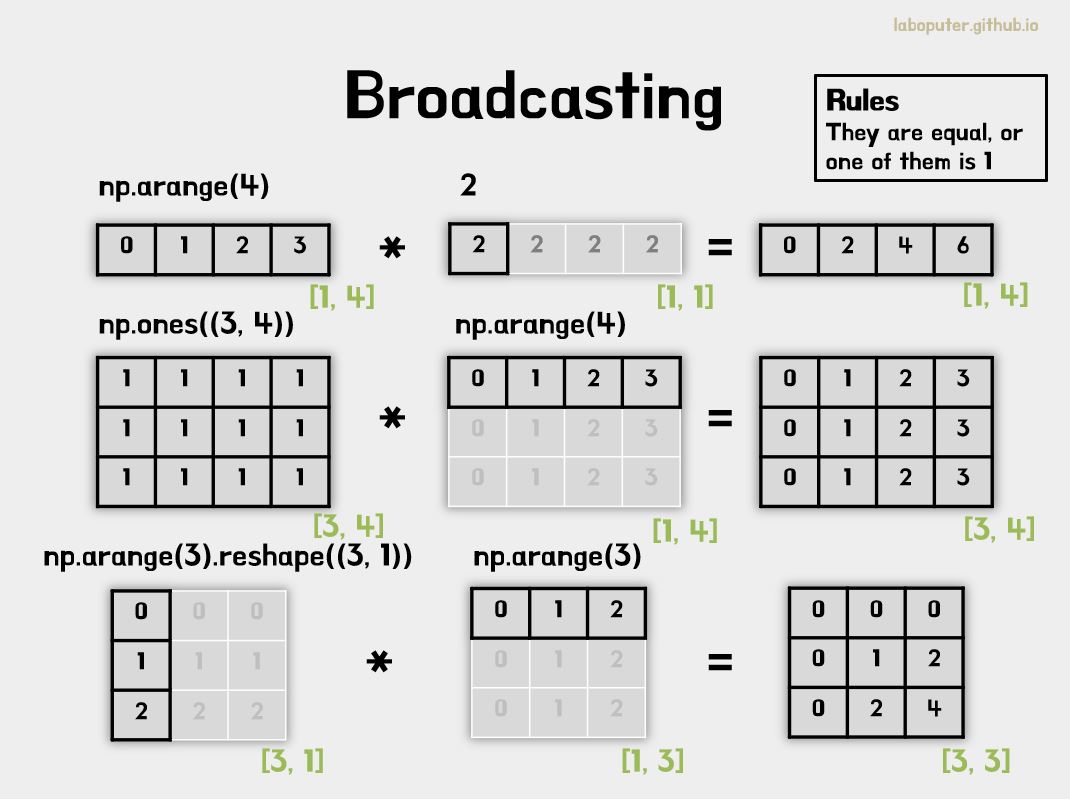 laboputer.github.io
Broadcasting
Rules
They are equal, or
one of them is 1
np.arange(4) 2
0 1 2 3 * 2 2 2 2 = 0 2 4 6
[1, 4] [1, 1] [1, 4]
np.ones((3, 4)) np.arange(4)
1 1 1 1 0 1 2 3 0 1 2 3
1 1 1 1 * 0 1 2 3 = 0 1 2 3
1 1 1 1 0 1 2 3 0 1 2 3
[3, 4] [1, 4] [3, 4]
np.arange(3).reshape((3, 1)) np.arange(3)
0 0 0 0 1 2 0 0 0
1 1 1 * 0 1 2 = 0 1 2
2 2 2 0 1 2 0 2 4
[3, 1] [1, 3] [3, 3]